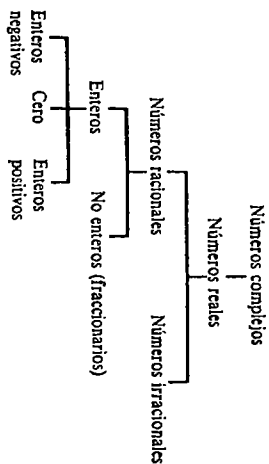 Números complejos
Números reales
Números racionales
Números irracionales
Enteros
No enteros (fraccionarios)
Enteros
negativos
Cero
Enteros
positivos